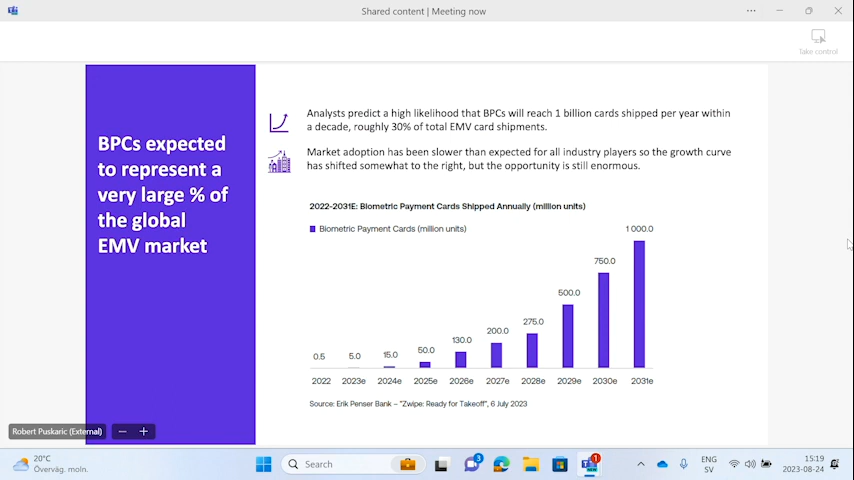 Shared content | Meeting now
Take control
BPCs expected
to represent a
very large % of
the global
EMV market
Analysts predict a high likelihood that BPCs will reach 1 billion cards shipped per year within
a decade, roughly 30% of total EMV card shipments.
Market adoption has been slower than expected for all industry players so the growth curve
has shifted somewhat to the right, but the opportunity is still enormous.
2022-2031E: Biometric Payment Cards Shipped Annually (million units)
Biometric Payment Cards (million units)
0.5 5.0 15.0 50.0 130.0 200.0 275.0 500.0 750.0 1 000.0
2022 2023e 2024e 2025e 2026e 2027e 2028e 2029e 2030e 2031e
Source: Erik Penser Bank – "Zwipe: Ready for Takeoff", 6 July 2023
Robert Puskaric (External)
20°C
Överväg. moln.
Search
3
1
NEW
ENG
SV
15:19
2023-08-24